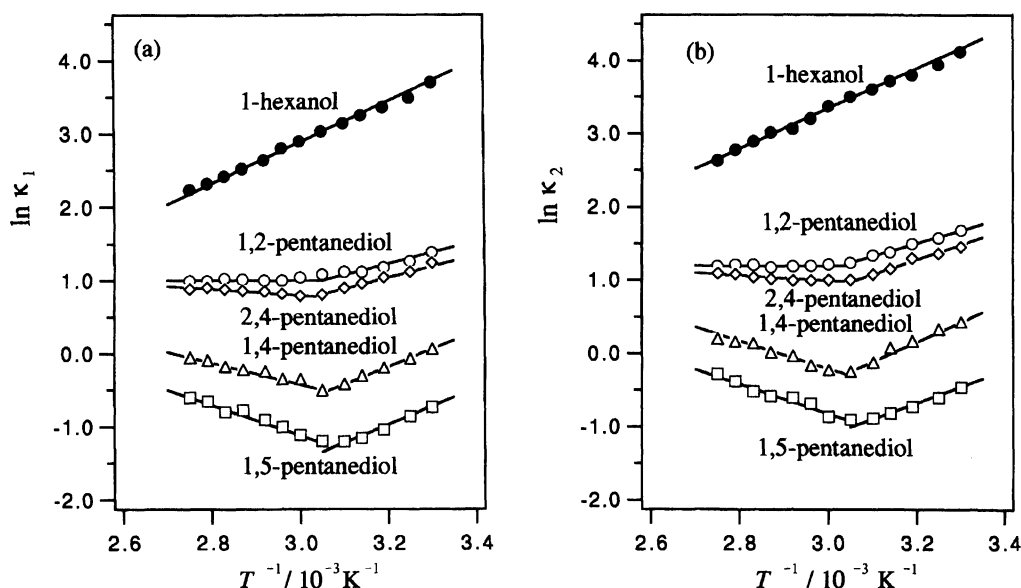 (a)
4.0
3.0
2.0
1.0
0.0
-1.0
-2.0
ln κ₁
1-hexanol
1,2-pentanediol
2,4-pentanediol
1,4-pentanediol
1,5-pentanediol
2.6 2.8 3.0 3.2 3.4
T ⁻¹ / 10⁻³ K⁻¹
(b)
4.0
3.0
2.0
1.0
0.0
-1.0
-2.0
ln κ₂
1-hexanol
1,2-pentanediol
2,4-pentanediol
1,4-pentanediol
1,5-pentanediol
2.6 2.8 3.0 3.2 3.4
T ⁻¹ / 10⁻³ K⁻¹